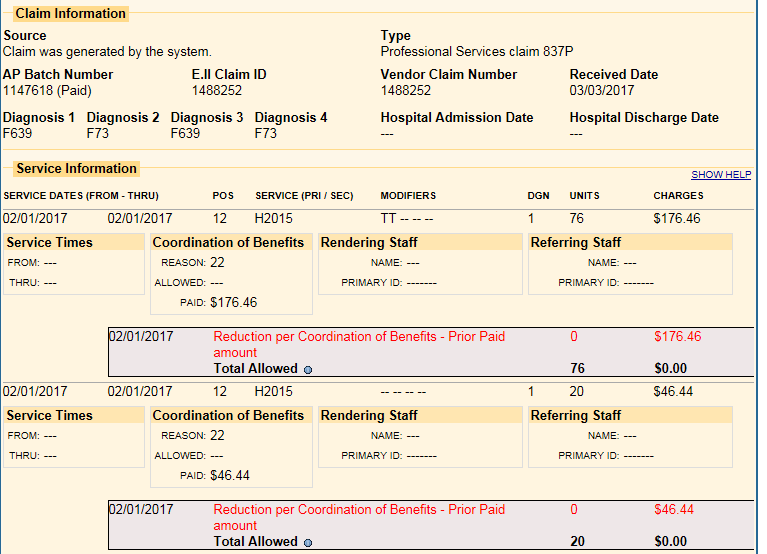 Claim Information
Source Type
Claim was generated by the system. Professional Services claim 837P
AP Batch Number E.II Claim ID Vendor Claim Number Received Date
1147618 (Paid) 1488252 1488252 03/03/2017
Diagnosis 1 Diagnosis 2 Diagnosis 3 Diagnosis 4 Hospital Admission Date Hospital Discharge Date
F639 F73 F639 F73 --- ---
Service Information
SHOW HELP
SERVICE DATES (FROM - THRU) POS SERVICE (PRI / SEC) MODIFIERS DGN UNITS CHARGES
02/01/2017 02/01/2017 12 H2015 TT -- -- -- 1 76 $176.46
Service Times Coordination of Benefits Rendering Staff Referring Staff
FROM: --- REASON: 22 NAME: --- NAME: ---
THRU: --- ALLOWED: --- PRIMARY ID: ------- PRIMARY ID: -------
PAID: $176.46
02/01/2017 Reduction per Coordination of Benefits - Prior Paid 0 $176.46
amount
Total Allowed 76 $0.00
02/01/2017 02/01/2017 12 H2015 -- -- -- -- 1 20 $46.44
Service Times Coordination of Benefits Rendering Staff Referring Staff
FROM: --- REASON: 22 NAME: --- NAME: ---
THRU: --- ALLOWED: --- PRIMARY ID: ------- PRIMARY ID: -------
PAID: $46.44
02/01/2017 Reduction per Coordination of Benefits - Prior Paid 0 $46.44
amount
Total Allowed 20 $0.00